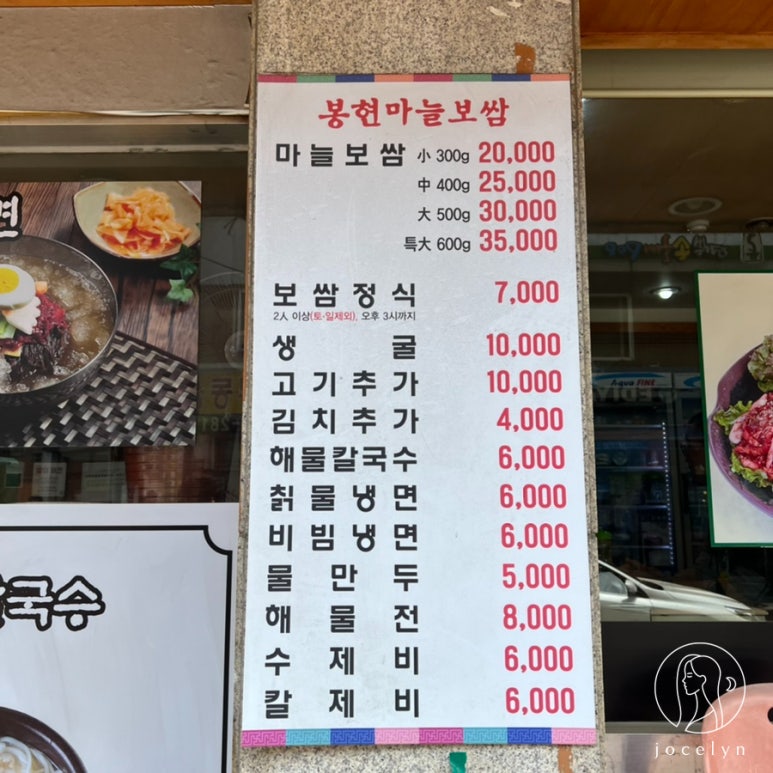 봉현마늘보쌈
마늘보쌈 小 300g 20,000
中 400g 25,000
大 500g 30,000
특大 600g 35,000
보쌈정식 7,000
2人 이상(토·일제외), 오후 3시까지
생굴 10,000
고기추가 10,000
김치추가 4,000
해물칼국수 6,000
칡물냉면 6,000
비빔냉면 6,000
물만두 5,000
해물전 8,000
수제비 6,000
칼제비 6,000
면
Aqua FINE
jocelyn